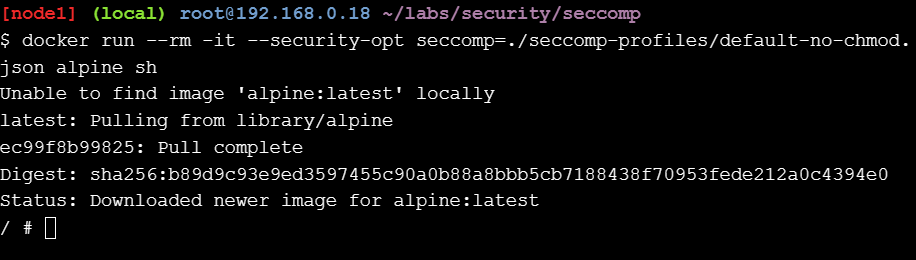 [node1] (local) root@192.168.0.18 ~/labs/security/seccomp
$ docker run --rm -it --security-opt seccomp=./seccomp-profiles/default-no-chmod.
json alpine sh
Unable to find image 'alpine:latest' locally
latest: Pulling from library/alpine
ec99f8b99825: Pull complete
Digest: sha256:b89d9c93e9ed3597455c90a0b88a8bbb5cb7188438f70953fede212a0c4394e0
Status: Downloaded newer image for alpine:latest
/ #